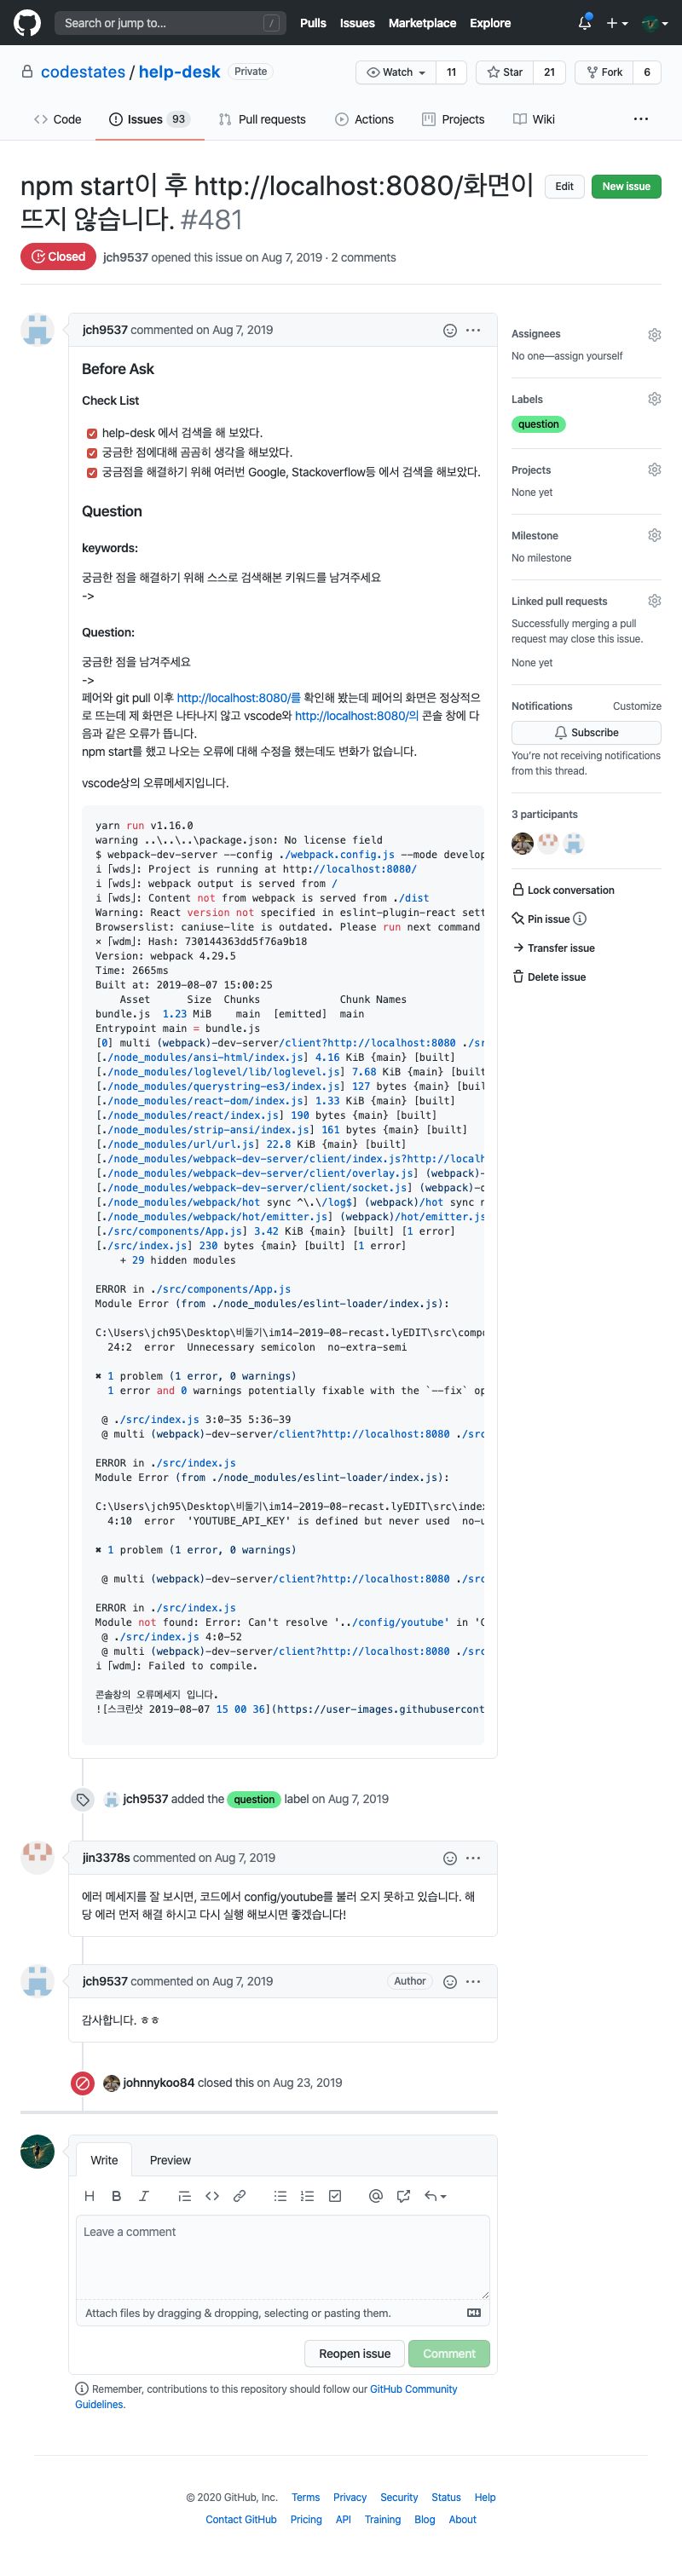 Search or jump to...
/
Pulls
Issues
Marketplace
Explore
codestates / help-desk
Private
Watch
11
Star
21
Fork
6
Code
Issues 93
Pull requests
Actions
Projects
Wiki
npm start이 후 http://localhost:8080/화면이
뜨지 않습니다. #481
Edit
New issue
Closed
jch9537 opened this issue on Aug 7, 2019 · 2 comments
jch9537 commented on Aug 7, 2019
Before Ask
Check List
help-desk 에서 검색을 해 보았다.
궁금한 점에대해 곰곰히 생각을 해보았다.
궁금점을 해결하기 위해 여러번 Google, Stackoverflow등 에서 검색을 해보았다.
Question
keywords:
궁금한 점을 해결하기 위해 스스로 검색해본 키워드를 남겨주세요
->
Question:
궁금한 점을 남겨주세요
->
페어와 git pull 이후 http://localhost:8080/를 확인해 봤는데 페어의 화면은 정상적으
로 뜨는데 제 화면은 나타나지 않고 vscode와 http://localhost:8080/의 콘솔 창에 다
음과 같은 오류가 뜹니다.
npm start를 했고 나오는 오류에 대해 수정을 했는데도 변화가 없습니다.
vscode상의 오류메세지입니다.
yarn run v1.16.0
warning ..\..\..\package.json: No license field
$ webpack-dev-server --config ./webpack.config.js --mode develop
i ｢wds｣: Project is running at http://localhost:8080/
i ｢wds｣: webpack output is served from /
i ｢wds｣: Content not from webpack is served from ./dist
Warning: React version not specified in eslint-plugin-react sett
Browserslist: caniuse-lite is outdated. Please run next command
× ｢wdm｣: Hash: 730144363dd5f76a9b18
Version: webpack 4.29.5
Time: 2665ms
Built at: 2019-08-07 15:00:25
Asset Size Chunks Chunk Names
bundle.js 1.23 MiB main [emitted] main
Entrypoint main = bundle.js
[0] multi (webpack)-dev-server/client?http://localhost:8080 ./sr
[./node_modules/ansi-html/index.js] 4.16 KiB {main} [built]
[./node_modules/loglevel/lib/loglevel.js] 7.68 KiB {main} [built
[./node_modules/querystring-es3/index.js] 127 bytes {main} [buil
[./node_modules/react-dom/index.js] 1.33 KiB {main} [built]
[./node_modules/react/index.js] 190 bytes {main} [built]
[./node_modules/strip-ansi/index.js] 161 bytes {main} [built]
[./node_modules/url/url.js] 22.8 KiB {main} [built]
[./node_modules/webpack-dev-server/client/index.js?http://localh
[./node_modules/webpack-dev-server/client/overlay.js] (webpack)-
[./node_modules/webpack-dev-server/client/socket.js] (webpack)-d
[./node_modules/webpack/hot sync ^\.\/log$] (webpack)/hot sync n
[./node_modules/webpack/hot/emitter.js] (webpack)/hot/emitter.js
[./src/components/App.js] 3.42 KiB {main} [built] [1 error]
[./src/index.js] 230 bytes {main} [built] [1 error]
+ 29 hidden modules
ERROR in ./src/components/App.js
Module Error (from ./node_modules/eslint-loader/index.js):
C:\Users\jch95\Desktop\비둘기\im14-2019-08-recast.lyEDIT\src\compo
24:2 error Unnecessary semicolon no-extra-semi
✖ 1 problem (1 error, 0 warnings)
1 error and 0 warnings potentially fixable with the `--fix` op
@ ./src/index.js 3:0-35 5:36-39
@ multi (webpack)-dev-server/client?http://localhost:8080 ./src
ERROR in ./src/index.js
Module Error (from ./node_modules/eslint-loader/index.js):
C:\Users\jch95\Desktop\비둘기\im14-2019-08-recast.lyEDIT\src\index
4:10 error 'YOUTUBE_API_KEY' is defined but never used no-u
✖ 1 problem (1 error, 0 warnings)
@ multi (webpack)-dev-server/client?http://localhost:8080 ./src
ERROR in ./src/index.js
Module not found: Error: Can't resolve '../config/youtube' in 'C
@ ./src/index.js 4:0-52
@ multi (webpack)-dev-server/client?http://localhost:8080 ./src
i ｢wdm｣: Failed to compile.
콘솔창의 오류메세지 입니다.
![스크린샷 2019-08-07 15 00 36](https://user-images.githubusercont
jch9537 added the question label on Aug 7, 2019
jin3378s commented on Aug 7, 2019
에러 메세지를 잘 보시면, 코드에서 config/youtube를 불러 오지 못하고 있습니다. 해
당 에러 먼저 해결 하시고 다시 실행 해보시면 좋겠습니다!
jch9537 commented on Aug 7, 2019
Author
감사합니다. ㅎㅎ
johnnykoo84 closed this on Aug 23, 2019
Write
Preview
Leave a comment
Attach files by dragging & dropping, selecting or pasting them.
Reopen issue
Comment
Remember, contributions to this repository should follow our GitHub Community
Guidelines.
Assignees
No one—assign yourself
Labels
question
Projects
None yet
Milestone
No milestone
Linked pull requests
Successfully merging a pull
request may close this issue.
None yet
Notifications
Customize
Subscribe
You're not receiving notifications
from this thread.
3 participants
Lock conversation
Pin issue
Transfer issue
Delete issue
© 2020 GitHub, Inc.
Terms
Privacy
Security
Status
Help
Contact GitHub
Pricing
API
Training
Blog
About